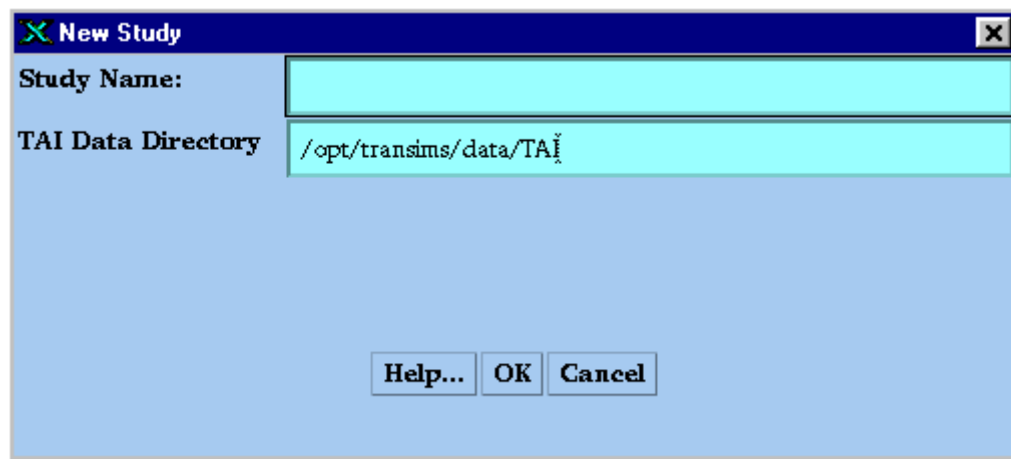 New Study
Study Name:
TAI Data Directory /opt/transims/data/TAI
Help... OK Cancel